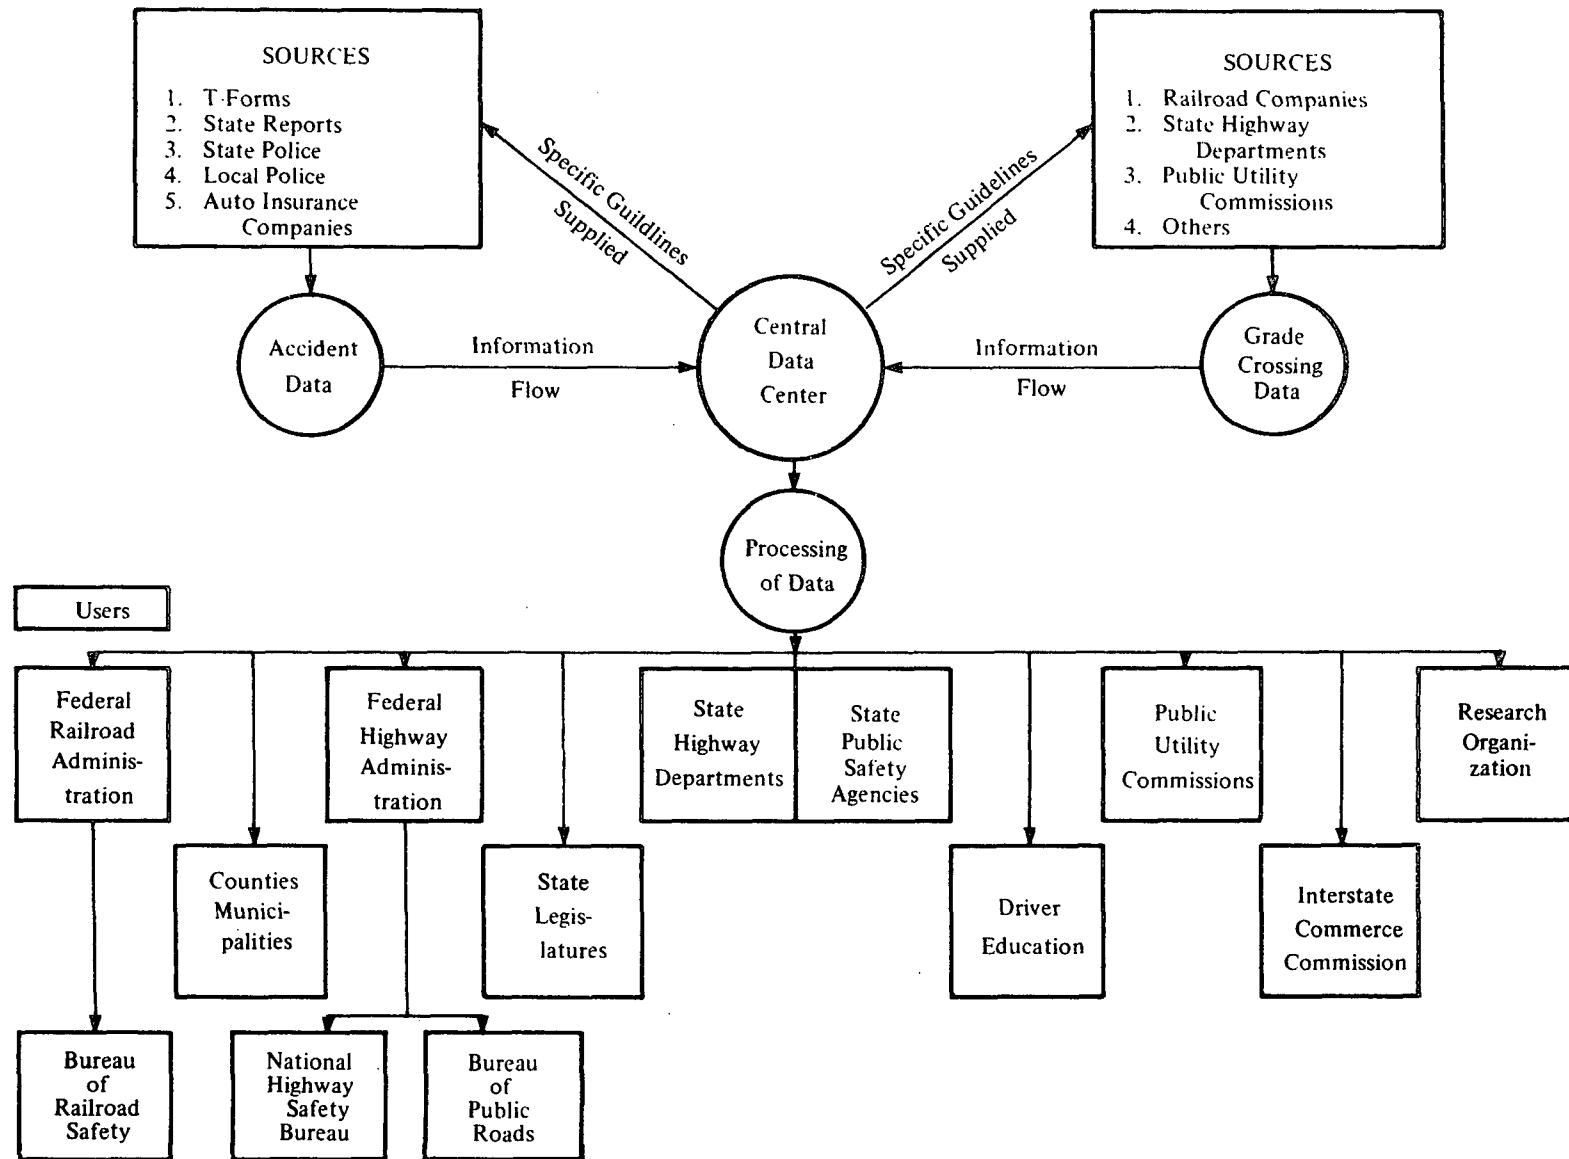 SOURCES
1. T-Forms
2. State Reports
3. State Police
4. Local Police
5. Auto Insurance
Companies
SOURCES
1. Railroad Companies
2. State Highway
Departments
3. Public Utility
Commissions
4. Others
Specific Guildlines
Supplied
Specific Guidelines
Supplied
Accident
Data
Information
Flow
Central
Data
Center
Information
Flow
Grade
Crossing
Data
Processing
of Data
Users
Federal
Railroad
Adminis-
tration
Federal
Highway
Adminis-
tration
State
Highway
Departments
State
Public
Safety
Agencies
Public
Utility
Commissions
Research
Organi-
zation
Counties
Munici-
palities
State
Legis-
latures
Driver
Education
Interstate
Commerce
Commission
Bureau
of
Railroad
Safety
National
Highway
Safety
Bureau
Bureau
of
Public
Roads